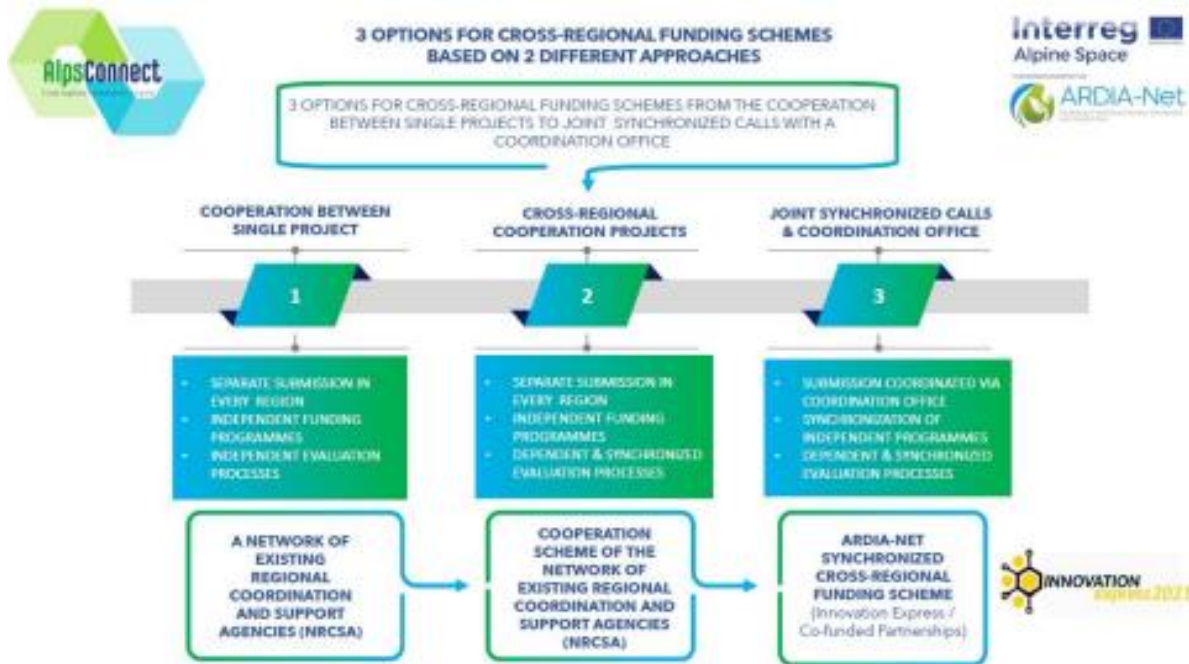 3 OPTIONS FOR CROSS-REGIONAL FUNDING SCHEMES
BASED ON 2 DIFFERENT APPROACHES
AlpsConnect
Interreg
Alpine Space
ARDIA-Net
3 OPTIONS FOR CROSS-REGIONAL FUNDING SCHEMES FROM THE COOPERATION
BETWEEN SINGLE PROJECTS TO JOINT SYNCHRONIZED CALLS WITH A
COORDINATION OFFICE
COOPERATION BETWEEN
SINGLE PROJECT
1
- SEPARATE SUBMISSION IN
EVERY REGION
- INDEPENDENT FUNDING
PROGRAMMES
- INDEPENDENT EVALUATION
PROCESSES
A NETWORK OF
EXISTING
REGIONAL
COORDINATION
AND SUPPORT
AGENCIES (NRCSA)
CROSS-REGIONAL
COOPERATION PROJECTS
2
- SEPARATE SUBMISSION IN
EVERY REGION
- INDEPENDENT FUNDING
PROGRAMMES
- DEPENDENT & SYNCHRONIZED
EVALUATION PROCESSES
COOPERATION
SCHEME OF THE
NETWORK OF
EXISTING REGIONAL
COORDINATION AND
SUPPORT AGENCIES
(NRCSA)
JOINT SYNCHRONIZED CALLS
& COORDINATION OFFICE
3
- SUBMISSION COORDINATED VIA
COORDINATION OFFICE
- SYNCHRONIZATION OF
INDEPENDENT PROGRAMMES
- DEPENDENT & SYNCHRONIZED
EVALUATION PROCESSES
ARDIA-NET
SYNCHRONIZED
CROSS-REGIONAL
FUNDING SCHEME
(Innovation Express /
Co-funded Partnerships)
INNOVATION
express 2021